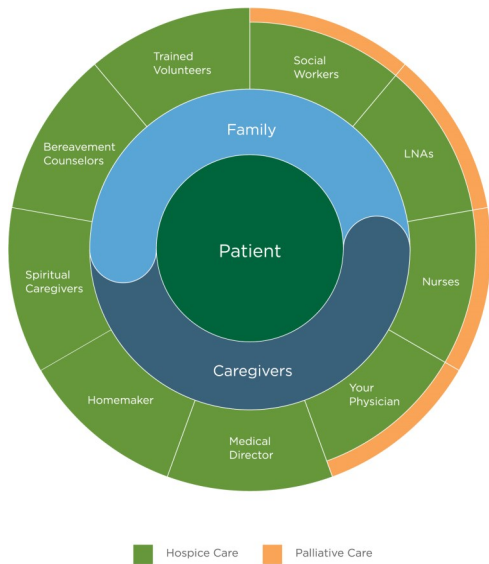 Trained
Volunteers
Social
Workers
Family
Bereavement
Counselors
LNAs
Patient
Spiritual
Caregivers
Nurses
Caregivers
Homemaker
Your
Physician
Medical
Director
Hospice Care
Palliative Care